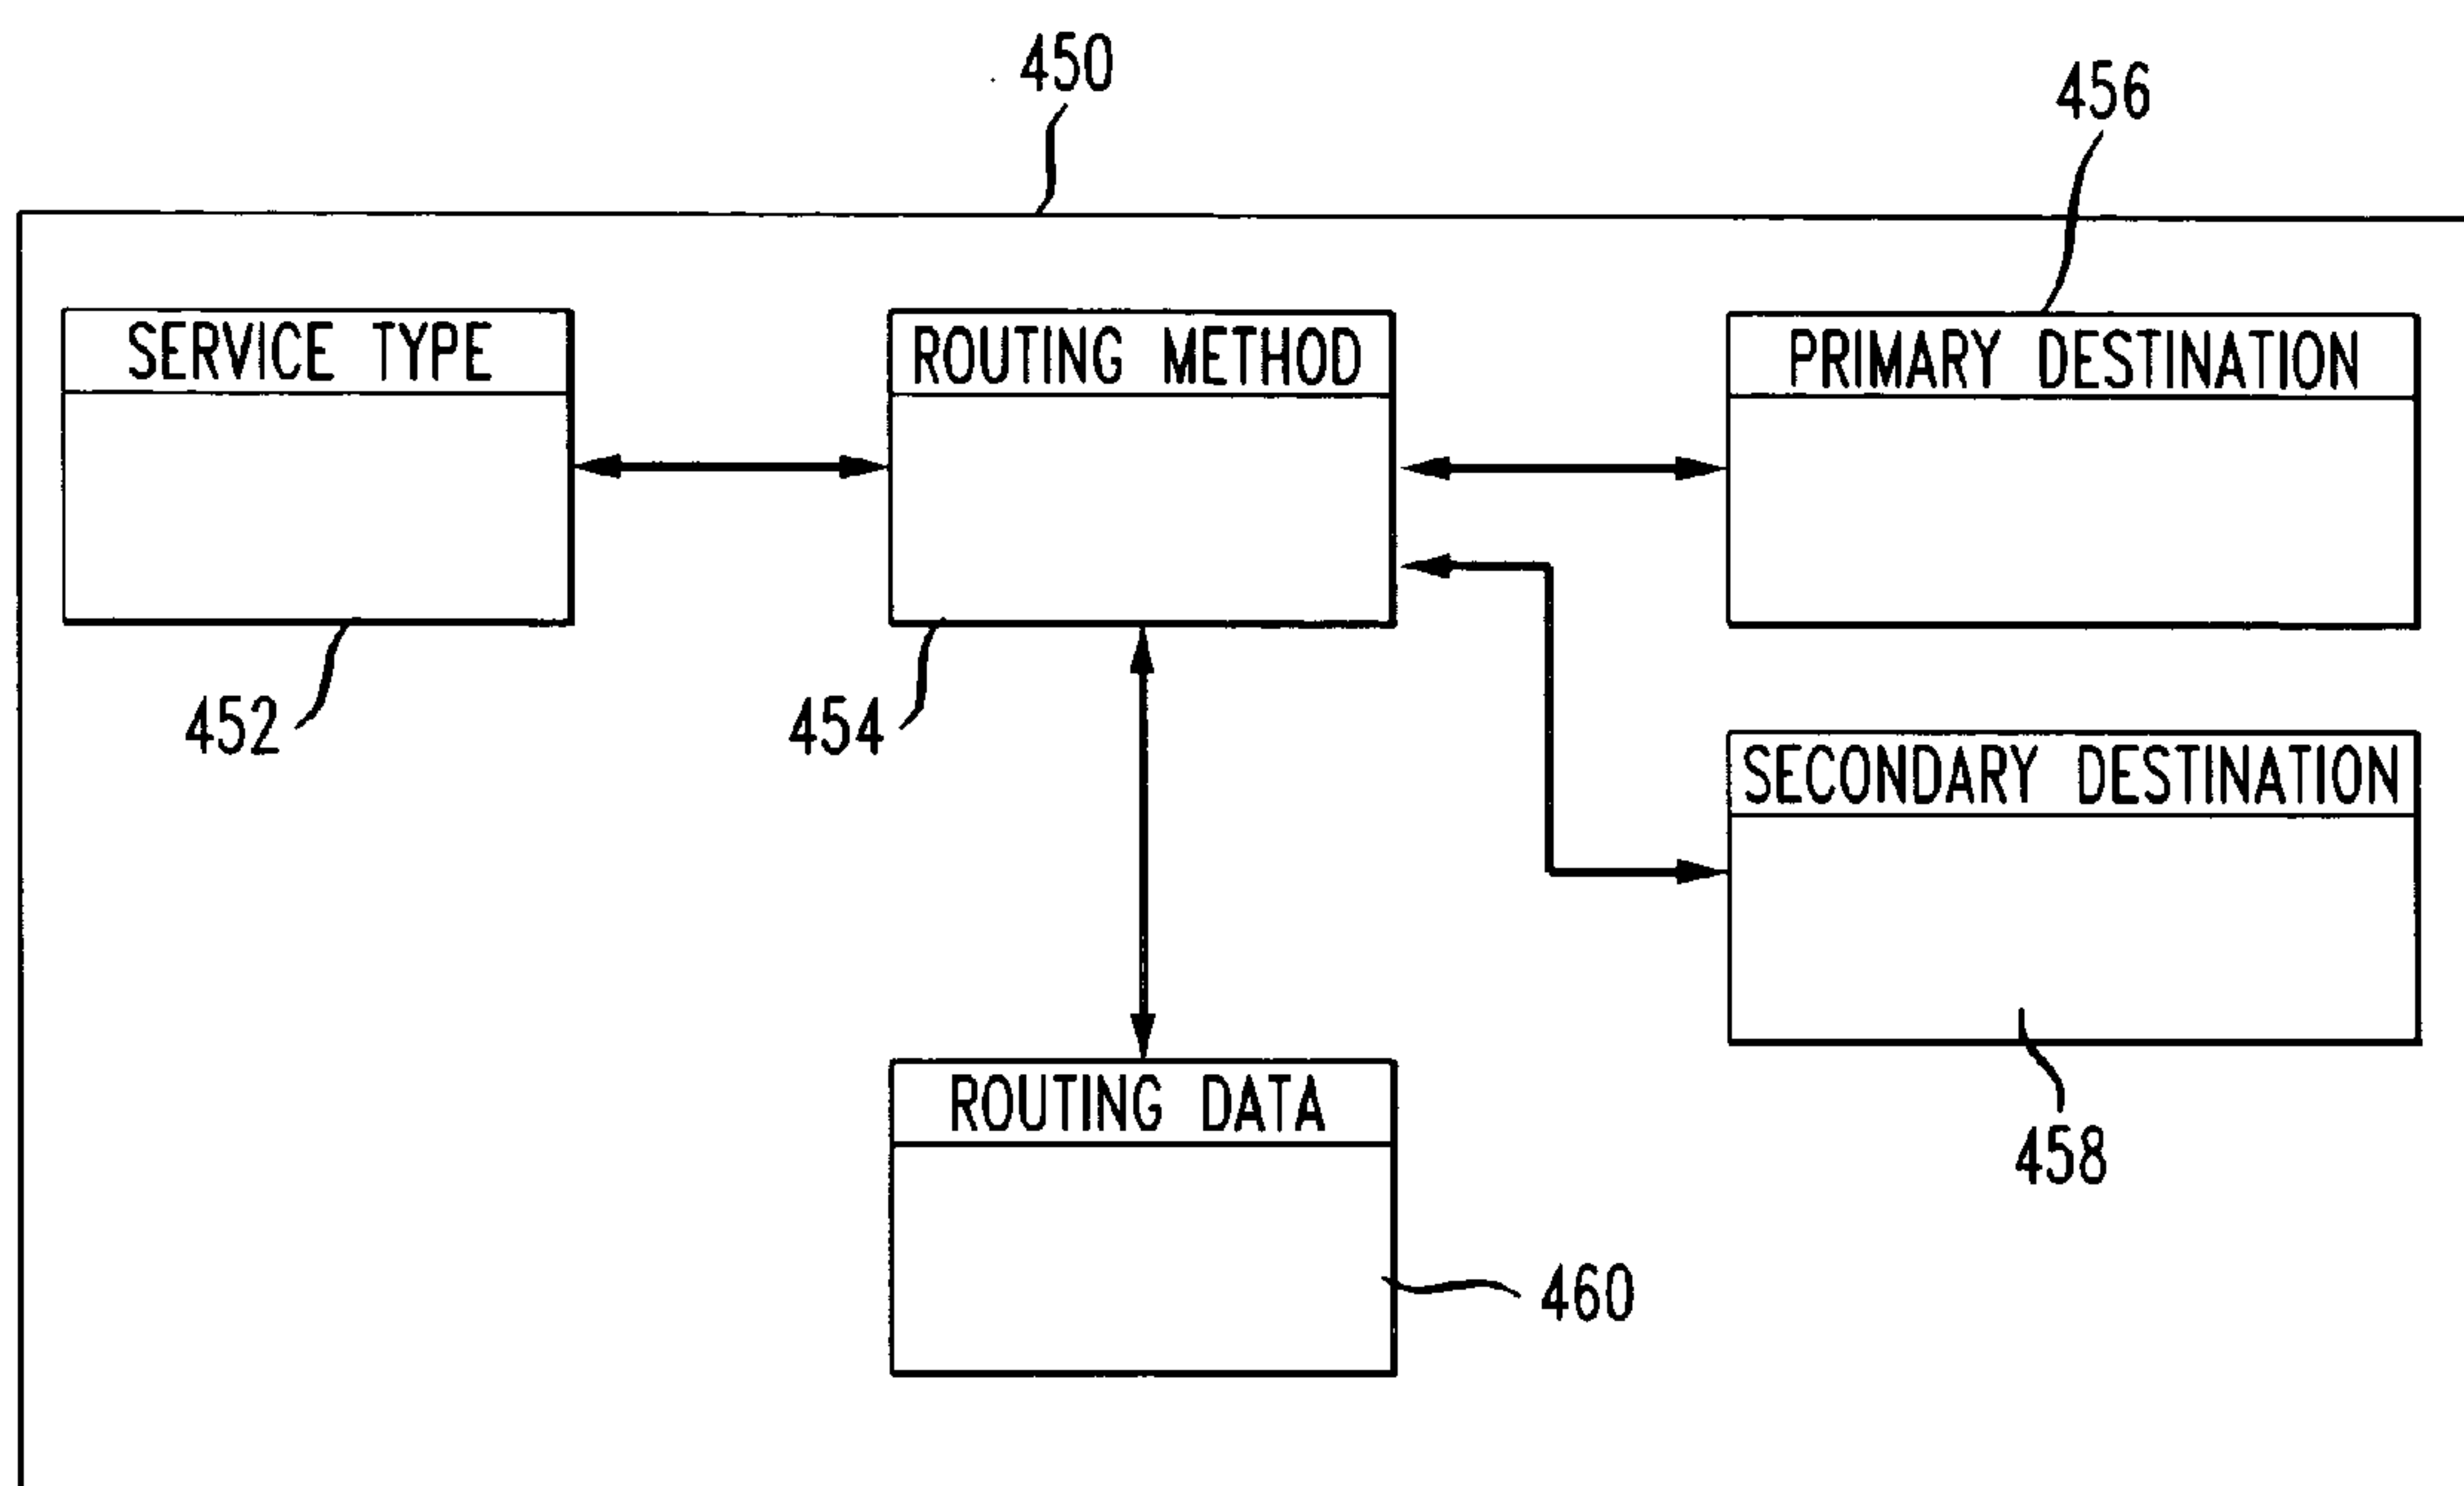 450
456
SERVICE TYPE
ROUTING METHOD
PRIMARY DESTINATION
452
454
SECONDARY DESTINATION
ROUTING DATA
458
460